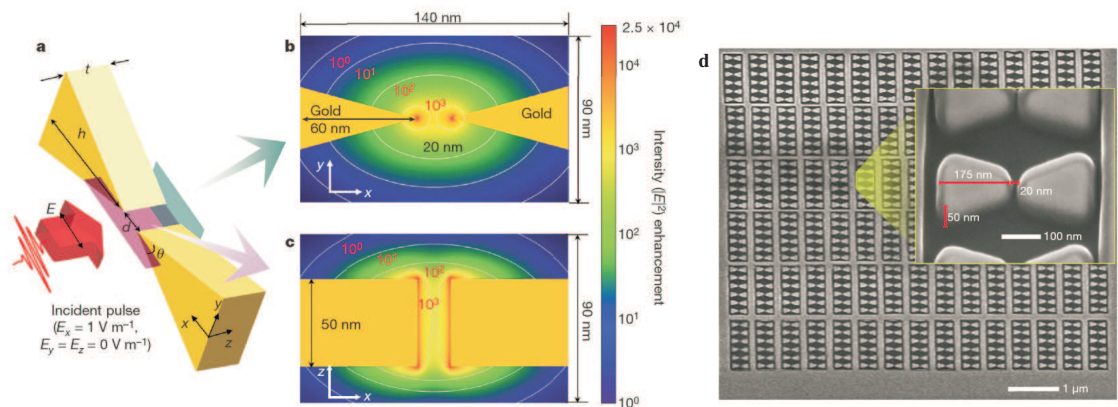 a
t
h
E
d
θ
x
y
z
Incident pulse
(Ex = 1 V m⁻¹,
Ey = Ez = 0 V m⁻¹)
b
140 nm
10⁰
10¹
10²
10³
Gold
60 nm
Gold
20 nm
90 nm
y
x
c
10⁰
10¹
10²
10³
50 nm
90 nm
z
x
2.5 × 10⁴
10⁴
10³
10²
10¹
10⁰
Intensity (|E|²) enhancement
d
175 nm
20 nm
50 nm
100 nm
1 µm